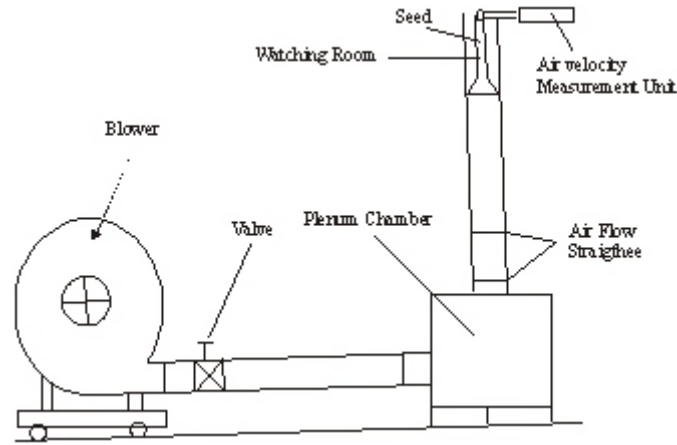 Seed
Watching Room
Air velocity
Measurement Unit
Blower
Valve
Plenum Chamber
Air Flow
Straigthee